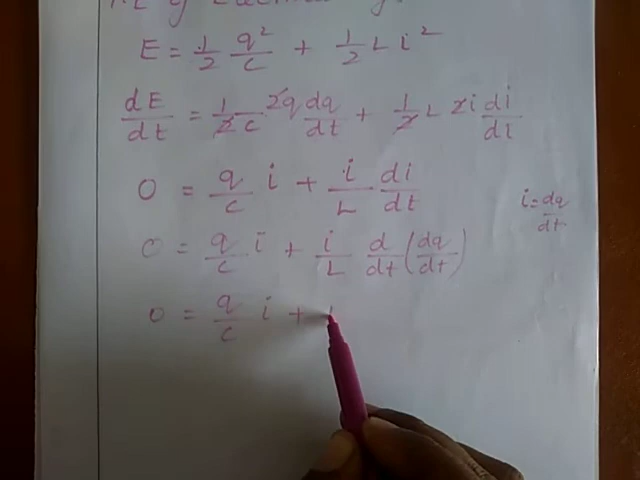 E = 1/2 q²/C + 1/2 L i²
dE/dt = 1/2C 2q dq/dt + 1/2 L 2i di/dt
0 = q/C i + i/L di/dt
i = dq/dt
0 = q/C i + i/L d/dt (dq/dt)
0 = q/C i +